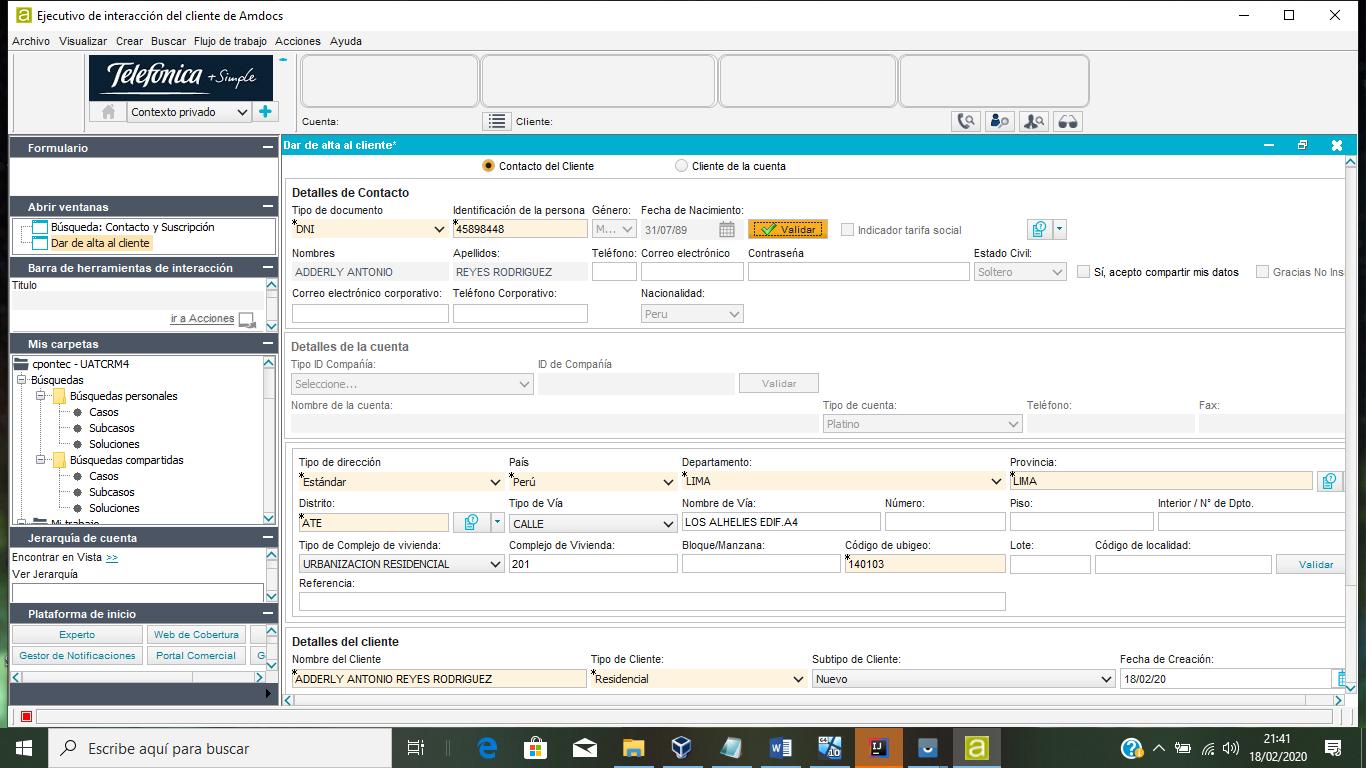 Ejecutivo de interacción del cliente de Amdocs
Archivo Visualizar Crear Buscar Flujo de trabajo Acciones Ayuda
Telefónica +Simple
Contexto privado
Cuenta: Cliente:
Formulario
Abrir ventanas
Búsqueda: Contacto y Suscripción
Dar de alta al cliente
Barra de herramientas de interacción
Titulo
ir a Acciones
Mis carpetas
cpontec - UATCRM4
Búsquedas
Búsquedas personales
Casos
Subcasos
Soluciones
Búsquedas compartidas
Casos
Subcasos
Soluciones
Mi trabajo
Jerarquía de cuenta
Encontrar en Vista >>
Ver Jerarquía
Plataforma de inicio
Experto Web de Cobertura
Gestor de Notificaciones Portal Comercial G
Dar de alta al cliente*
Contacto del Cliente Cliente de la cuenta
Detalles de Contacto
Tipo de documento Identificación de la persona Género: Fecha de Nacimiento:
*DNI *45898448 M... 31/07/89 Validar Indicador tarifa social
Nombres Apellidos: Teléfono: Correo electrónico Contraseña Estado Civil:
ADDERLY ANTONIO REYES RODRIGUEZ Soltero Sí, acepto compartir mis datos Gracias No Insi
Correo electrónico corporativo: Teléfono Corporativo: Nacionalidad:
Peru
Detalles de la cuenta
Tipo ID Compañía: ID de Compañía
Seleccione... Validar
Nombre de la cuenta: Tipo de cuenta: Teléfono: Fax:
Platino
Tipo de dirección País Departamento: Provincia:
*Estándar *Perú *LIMA *LIMA
Distrito: Tipo de Vía Nombre de Vía: Número: Piso: Interior / N° de Dpto.
*ATE CALLE LOS ALHELIES EDIF.A4
Tipo de Complejo de vivienda: Complejo de Vivienda: Bloque/Manzana: Código de ubigeo: Lote: Código de localidad:
URBANIZACION RESIDENCIAL 201 *140103 Validar
Referencia:
Detalles del cliente
Nombre del Cliente Tipo de Cliente: Subtipo de Cliente: Fecha de Creación:
*ADDERLY ANTONIO REYES RODRIGUEZ *Residencial Nuevo 18/02/20
Escribe aquí para buscar
21:41
18/02/2020